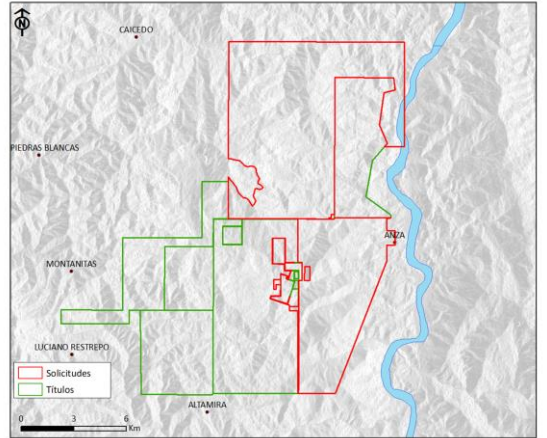 N
CAICEDO
PIEDRAS BLANCAS
ANZA
MONTANITAS
LUCIANO RESTREPO
Solicitudes
Títulos
ALTAMIRA
0 3 6
Km